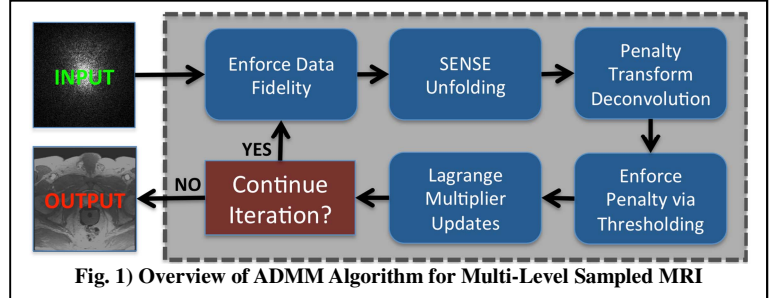 INPUT
Enforce Data
Fidelity
SENSE
Unfolding
Penalty
Transform
Deconvolution
YES
NO
OUTPUT
Continue
Iteration?
Lagrange
Multiplier
Updates
Enforce
Penalty via
Thresholding
Fig. 1) Overview of ADMM Algorithm for Multi-Level Sampled MRI